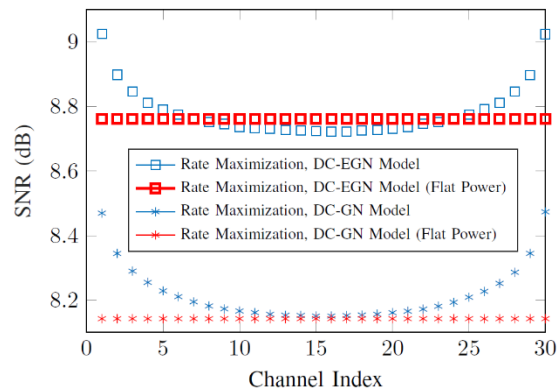 9
8.8
8.6
8.4
8.2
SNR (dB)
Rate Maximization, DC-EGN Model
Rate Maximization, DC-EGN Model (Flat Power)
Rate Maximization, DC-GN Model
Rate Maximization, DC-GN Model (Flat Power)
0 5 10 15 20 25 30
Channel Index